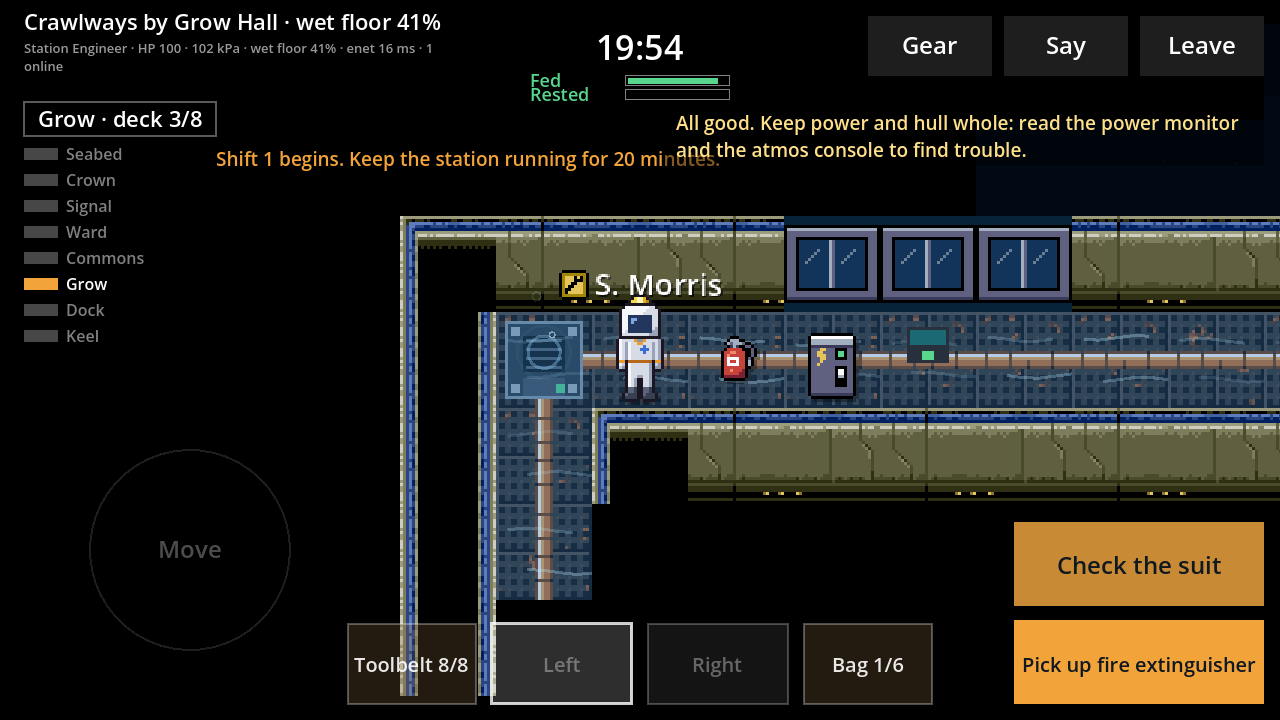 Crawlways by Grow Hall · wet floor 41%
Station Engineer · HP 100 · 102 kPa · wet floor 41% · enet 16 ms · 1
online
19:54
Fed
Rested
Gear
Say
Leave
Grow · deck 3/8
All good. Keep power and hull whole: read the power monitor
and the atmos console to find trouble.
Shift 1 begins. Keep the station running for 20 minutes.
Seabed
Crown
Signal
Ward
Commons
Grow
Dock
Keel
S. Morris
Move
Check the suit
Toolbelt 8/8
Left
Right
Bag 1/6
Pick up fire extinguisher